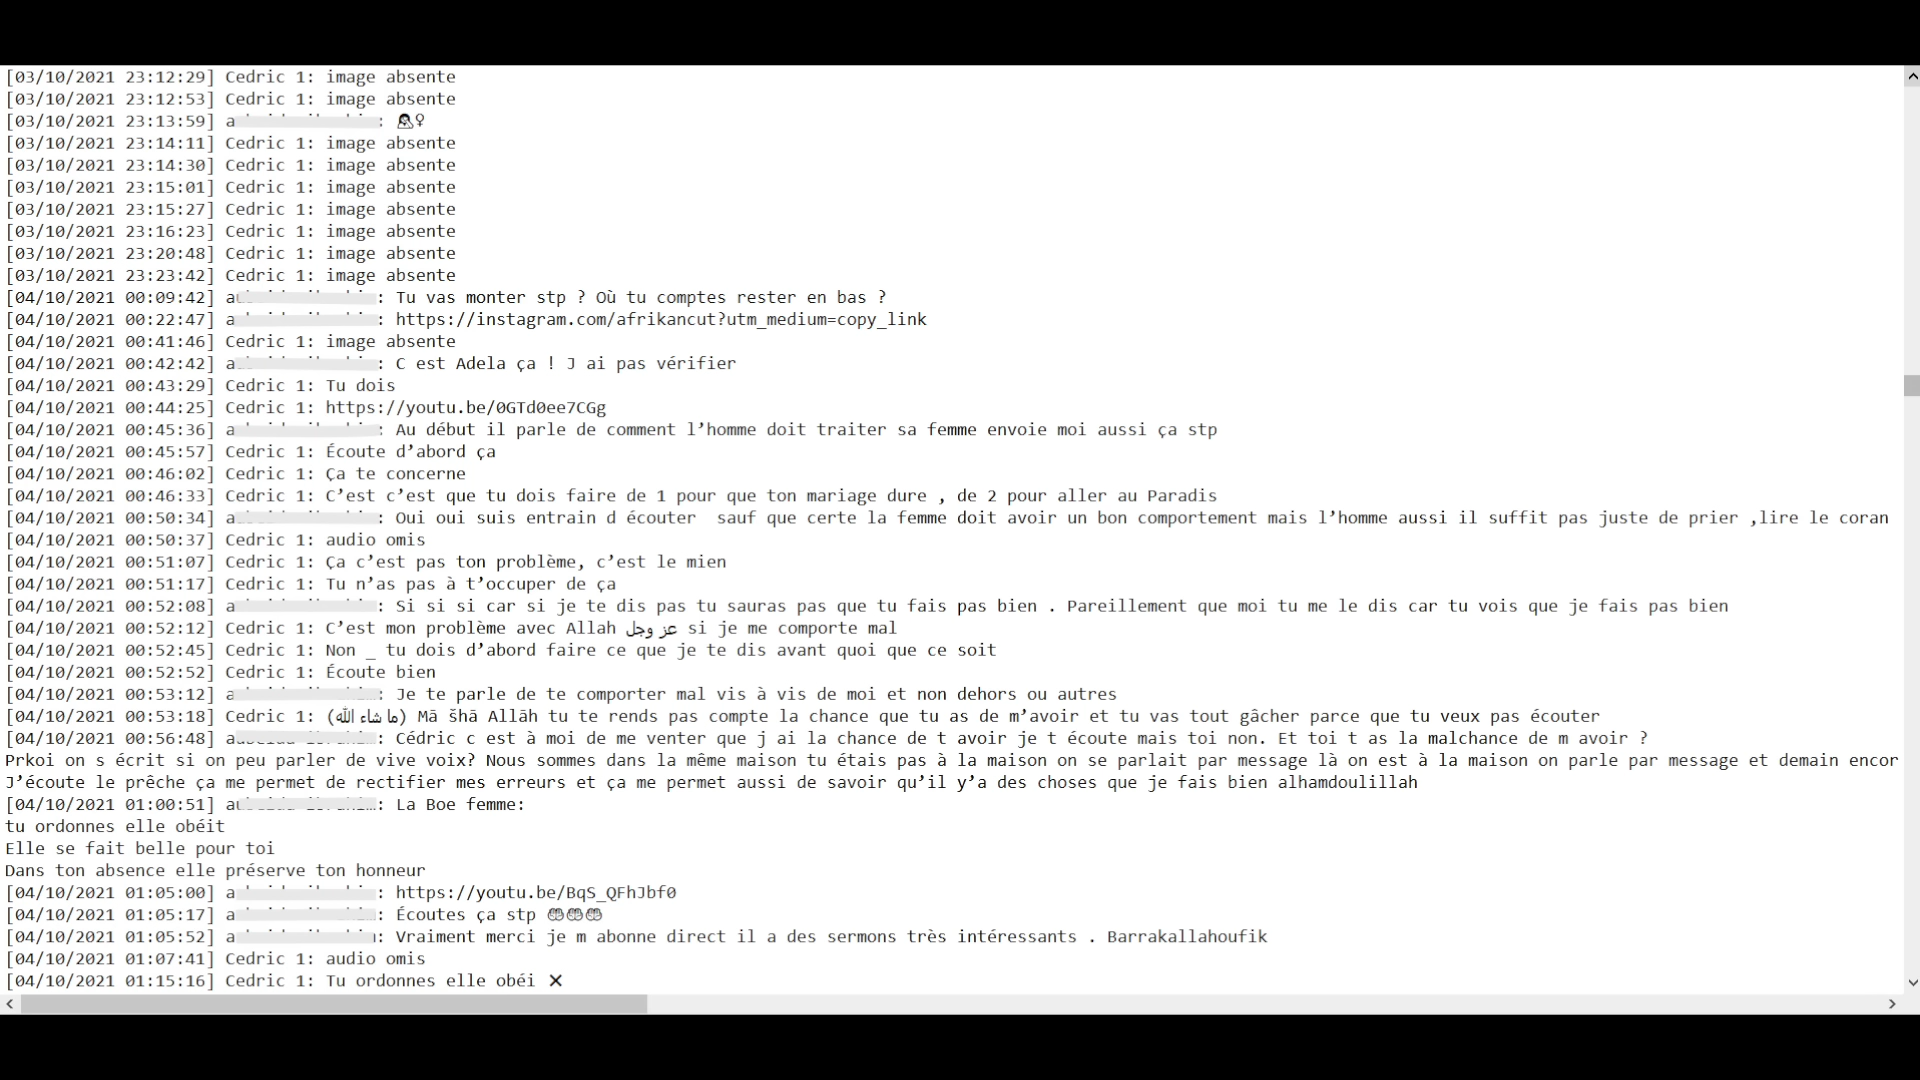 [03/10/2021 23:12:29] Cedric 1: image absente
[03/10/2021 23:12:53] Cedric 1: image absente
[03/10/2021 23:13:59] a : 🤦🏿‍♀
[03/10/2021 23:14:11] Cedric 1: image absente
[03/10/2021 23:14:30] Cedric 1: image absente
[03/10/2021 23:15:01] Cedric 1: image absente
[03/10/2021 23:15:27] Cedric 1: image absente
[03/10/2021 23:16:23] Cedric 1: image absente
[03/10/2021 23:20:48] Cedric 1: image absente
[03/10/2021 23:23:42] Cedric 1: image absente
[04/10/2021 00:09:42] a : Tu vas monter stp ? Où tu comptes rester en bas ?
[04/10/2021 00:22:47] a : https://instagram.com/afrikancut?utm_medium=copy_link
[04/10/2021 00:41:46] Cedric 1: image absente
[04/10/2021 00:42:42] a : C est Adela ça ! J ai pas vérifier
[04/10/2021 00:43:29] Cedric 1: Tu dois
[04/10/2021 00:44:25] Cedric 1: https://youtu.be/0GTd0ee7CGg
[04/10/2021 00:45:36] a : Au début il parle de comment l’homme doit traiter sa femme envoie moi aussi ça stp
[04/10/2021 00:45:57] Cedric 1: Écoute d’abord ça
[04/10/2021 00:46:02] Cedric 1: Ça te concerne
[04/10/2021 00:46:33] Cedric 1: C’est c’est que tu dois faire de 1 pour que ton mariage dure , de 2 pour aller au Paradis
[04/10/2021 00:50:34] a : Oui oui suis entrain d écouter  sauf que certe la femme doit avoir un bon comportement mais l’homme aussi il suffit pas juste de prier ,lire le coran
[04/10/2021 00:50:37] Cedric 1: audio omis
[04/10/2021 00:51:07] Cedric 1: Ça c’est pas ton problème, c’est le mien
[04/10/2021 00:51:17] Cedric 1: Tu n’as pas à t’occuper de ça
[04/10/2021 00:52:08] a : Si si si car si je te dis pas tu sauras pas que tu fais pas bien . Pareillement que moi tu me le dis car tu vois que je fais pas bien
[04/10/2021 00:52:12] Cedric 1: C’est mon problème avec Allah عز وجل si je me comporte mal
[04/10/2021 00:52:45] Cedric 1: Non _ tu dois d’abord faire ce que je te dis avant quoi que ce soit
[04/10/2021 00:52:52] Cedric 1: Écoute bien
[04/10/2021 00:53:12] a : Je te parle de te comporter mal vis à vis de moi et non dehors ou autres
[04/10/2021 00:53:18] Cedric 1: (ما شاء الله) Mā šhā Allāh tu te rends pas compte la chance que tu as de m’avoir et tu vas tout gâcher parce que tu veux pas écouter
[04/10/2021 00:56:48] a : Cédric c est à moi de me venter que j ai la chance de t avoir je t écoute mais toi non. Et toi t as la malchance de m avoir ?
Prkoi on s écrit si on peu parler de vive voix? Nous sommes dans la même maison tu étais pas à la maison on se parlait par message là on est à la maison on parle par message et demain encor
J’écoute le prêche ça me permet de rectifier mes erreurs et ça me permet aussi de savoir qu’il y’a des choses que je fais bien alhamdoulillah
[04/10/2021 01:00:51] a : La Boe femme:
tu ordonnes elle obéit
Elle se fait belle pour toi
Dans ton absence elle préserve ton honneur
[04/10/2021 01:05:00] a : https://youtu.be/BqS_QFhJbf0
[04/10/2021 01:05:17] a : Écoutes ça stp
[04/10/2021 01:05:52] a : Vraiment merci je m abonne direct il a des sermons très intéressants . Barrakallahoufik
[04/10/2021 01:07:41] Cedric 1: audio omis
[04/10/2021 01:15:16] Cedric 1: Tu ordonnes elle obéi ❌